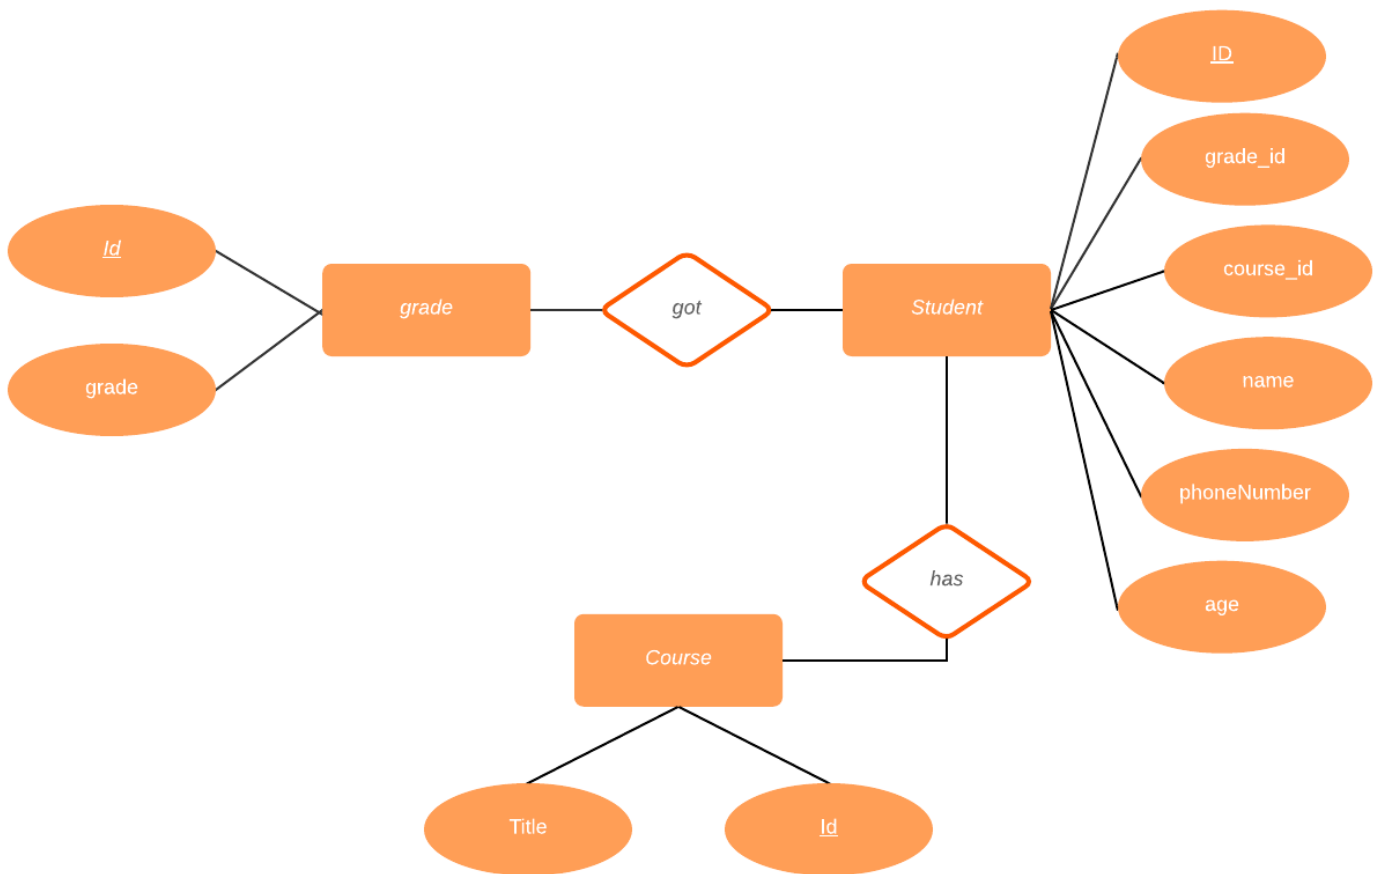 ID
grade_id
Id
course_id
grade
got
Student
name
grade
phoneNumber
has
age
Course
Title
Id